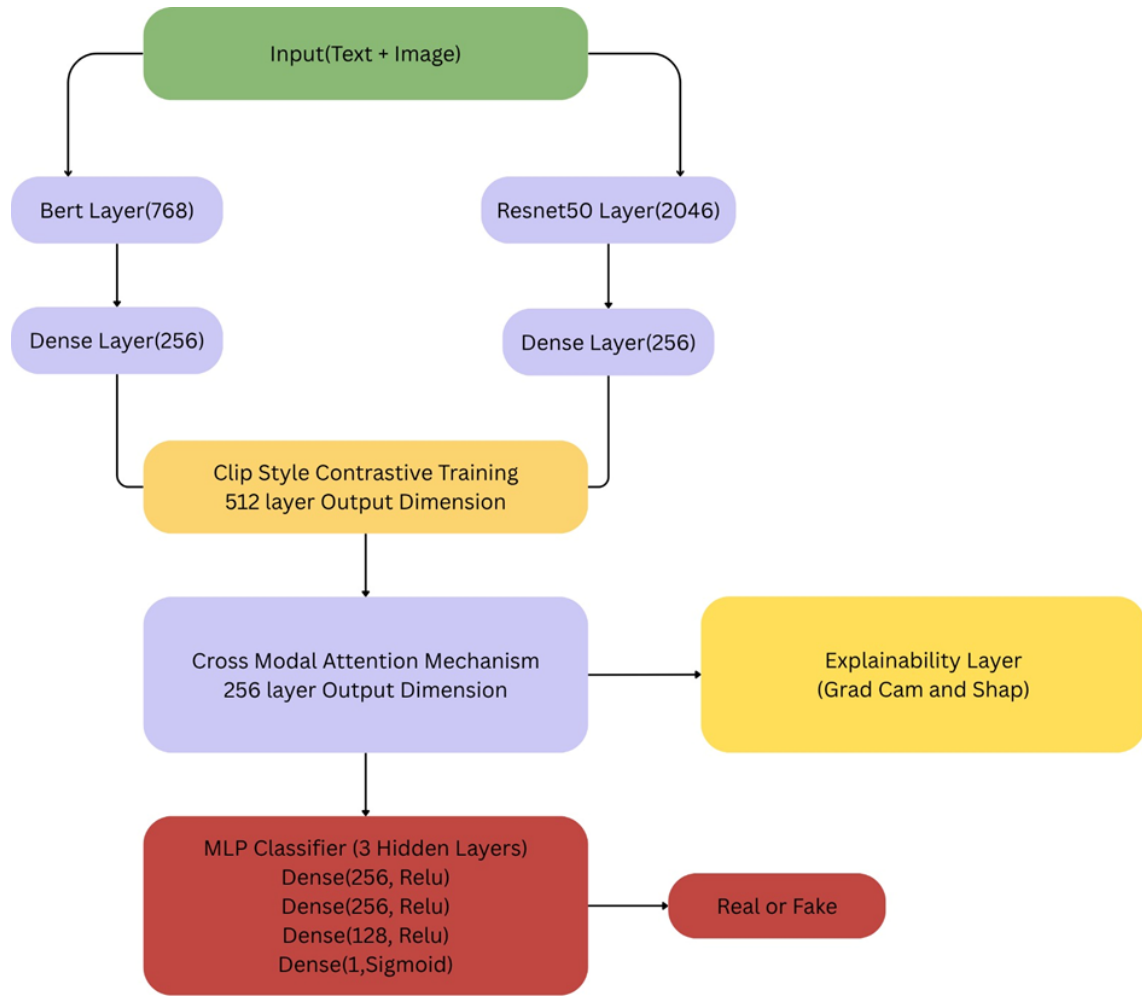 Input(Text + Image)
Bert Layer(768)
Resnet50 Layer(2046)
Dense Layer(256)
Dense Layer(256)
Clip Style Contrastive Training
512 layer Output Dimension
Cross Modal Attention Mechanism
256 layer Output Dimension
Explainability Layer
(Grad Cam and Shap)
MLP Classifier (3 Hidden Layers)
Dense(256, Relu)
Dense(256, Relu)
Dense(128, Relu)
Dense(1,Sigmoid)
Real or Fake